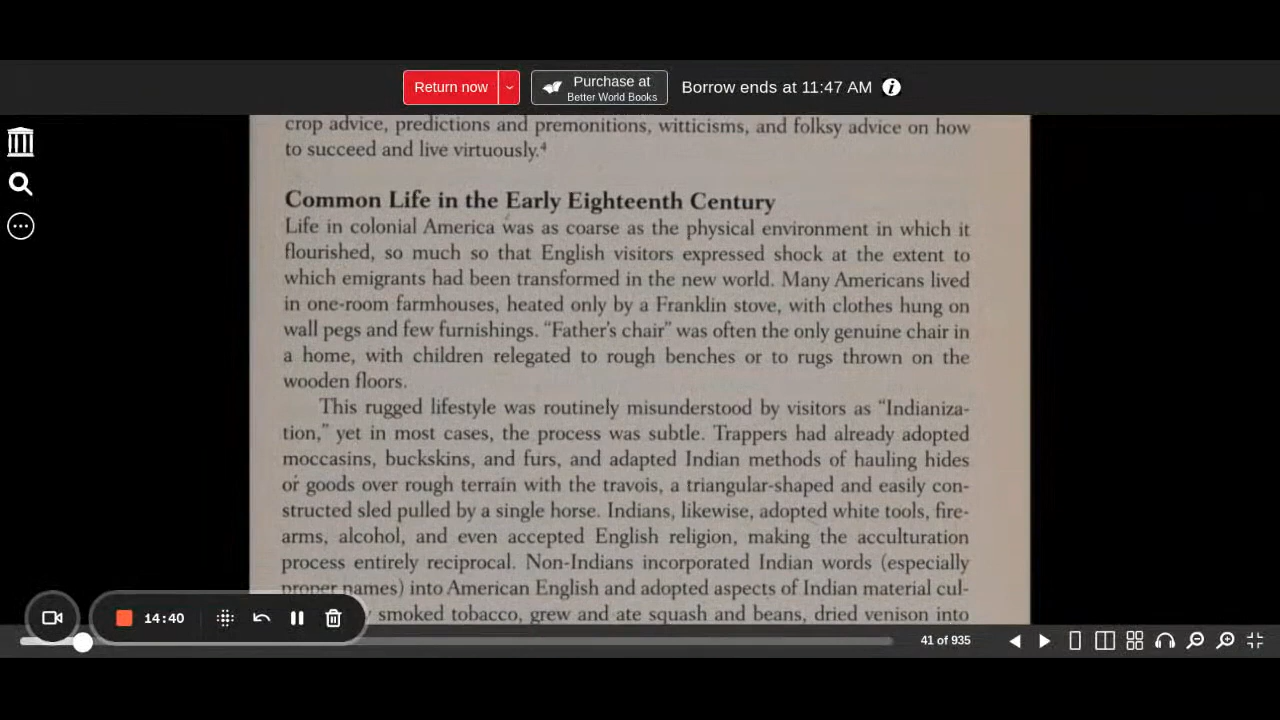 Return now
Purchase at
Better World Books
Borrow ends at 11:47 AM
crop advice, predictions and premonitions, witticisms, and folksy advice on how
to succeed and live virtuously.⁴
Common Life in the Early Eighteenth Century
Life in colonial America was as coarse as the physical environment in which it
flourished, so much so that English visitors expressed shock at the extent to
which emigrants had been transformed in the new world. Many Americans lived
in one-room farmhouses, heated only by a Franklin stove, with clothes hung on
wall pegs and few furnishings. “Father’s chair” was often the only genuine chair in
a home, with children relegated to rough benches or to rugs thrown on the
wooden floors.
This rugged lifestyle was routinely misunderstood by visitors as “Indianiza-
tion,” yet in most cases, the process was subtle. Trappers had already adopted
moccasins, buckskins, and furs, and adapted Indian methods of hauling hides
or goods over rough terrain with the travois, a triangular-shaped and easily con-
structed sled pulled by a single horse. Indians, likewise, adopted white tools, fire-
arms, alcohol, and even accepted English religion, making the acculturation
process entirely reciprocal. Non-Indians incorporated Indian words (especially
proper names) into American English and adopted aspects of Indian material cul-
smoked tobacco, grew and ate squash and beans, dried venison into
14:40
41 of 935